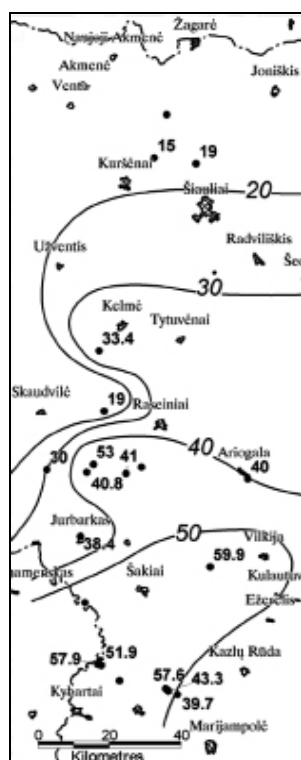 Žagarė
Naujoji Akmenė
Akmenė
Joniškis
Venta
15
19
Kuršėnai
Šiauliai
20
Radviliškis
Užventis
Šed
30
Kelmė
Tytuvėnai
33.4
Skaudvilė
19
Raseiniai
40
Ariogala
30
53
41
40
40.8
Jurbarkas
50
38.4
Vilkija
59.9
Šakiai
Kulautuva
Ežerėlis
51.9
57.9
Kazlų Rūda
57.6
43.3
Kybartai
39.7
Marijampolė
0 20 40
Kilometres